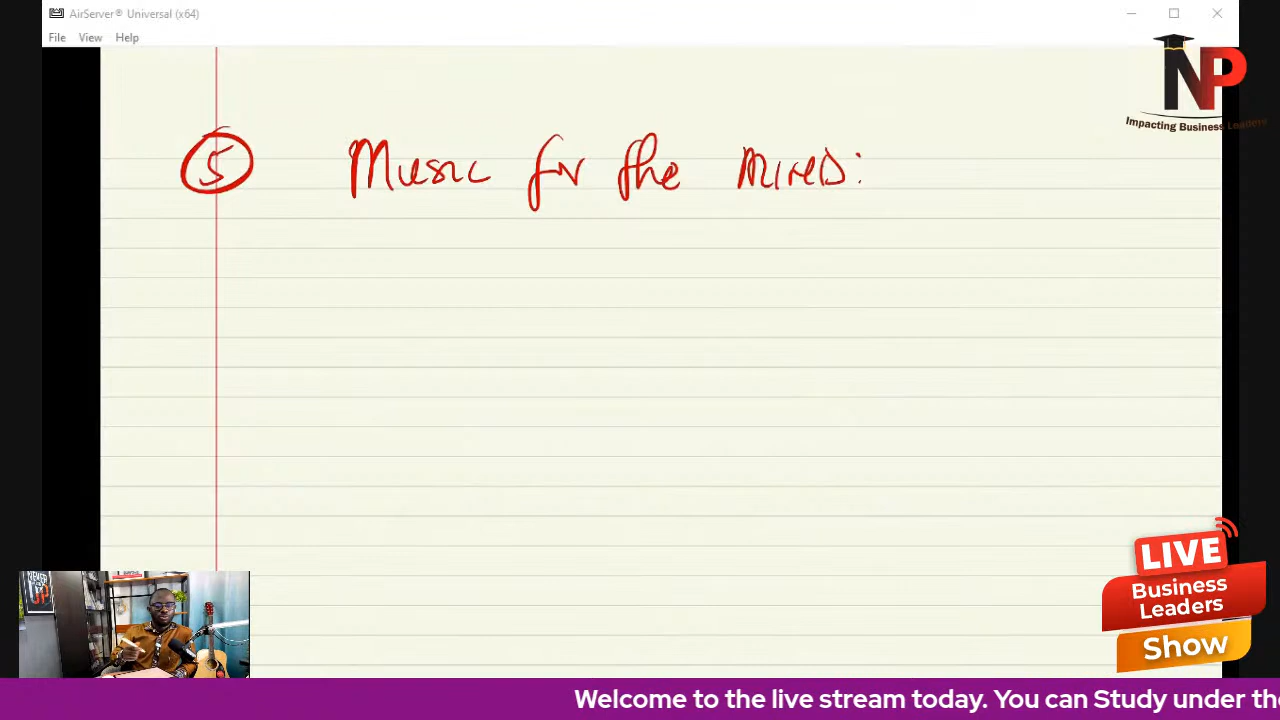 AirServer® Universal (x64)
File View Help
NP
Impacting Business Leaders
5 Music for the mind:
LIVE
Business
Leaders
Show
Welcome to the live stream today. You can Study under the